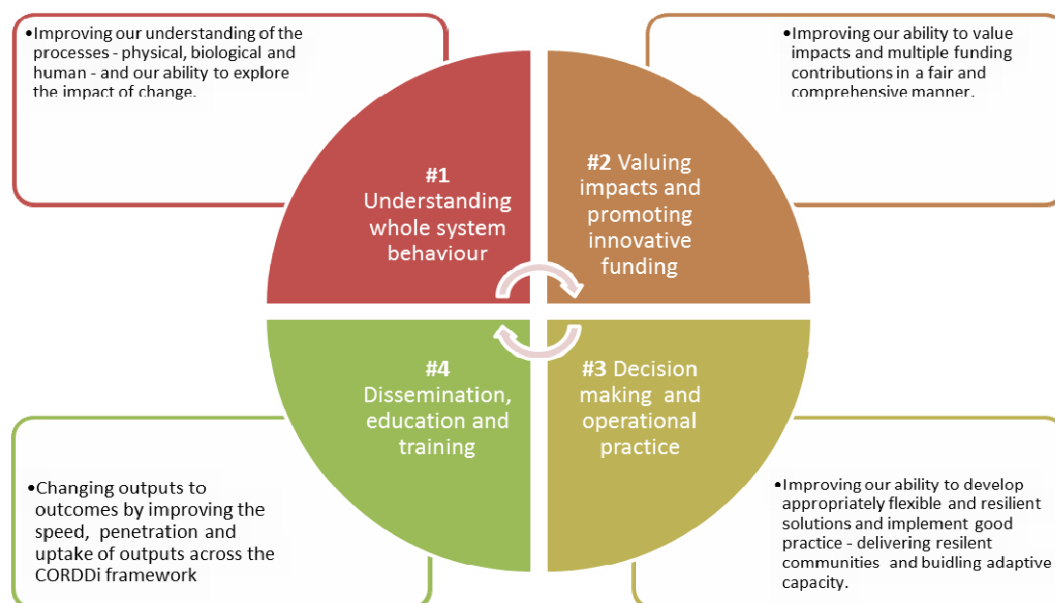 •Improving our understanding of the
processes - physical, biological and
human - and our ability to explore
the impact of change.
•Improving our ability to value
impacts and multiple funding
contributions in a fair and
comprehensive manner.
#1
Understanding
whole system
behaviour
#2 Valuing
impacts and
promoting
innovative
funding
#4
Dissemination,
education and
training
#3 Decision
making and
operational
practice
•Changing outputs to
outcomes by improving the
speed, penetration and
uptake of outputs across the
CORDDi framework
•Improving our ability to develop
appropriately flexible and resilient
solutions and implement good
practice - delivering resilent
communities and buidling adaptive
capacity.